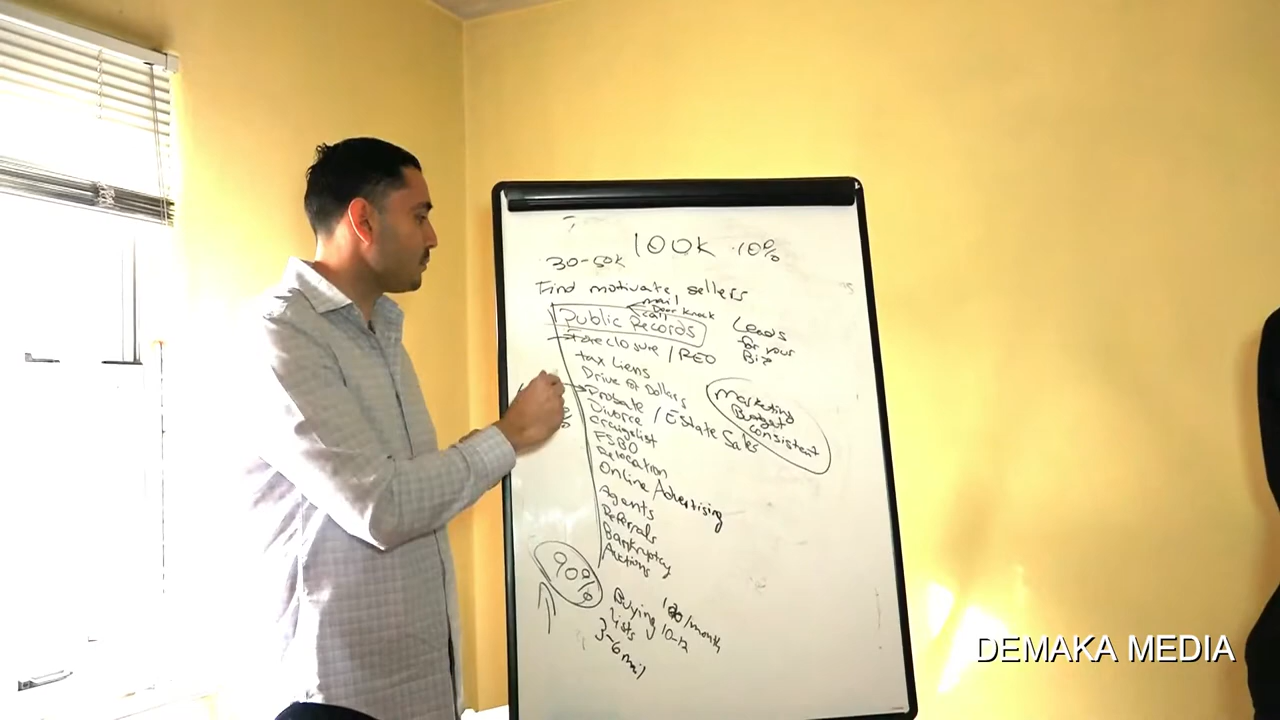 100K 10%
30-50K
Find motivate sellers
mail
Door knock
call
Public Records
Leads
for your
Biz
Foreclosure / REO
tax Liens
Drive for Dollars
Probate / Estate Sales
Divorce
Craigslist
FSBO
Relocation
Online Advertising
Agents
Referrals
Bankruptcy
Auctions
Marketing
Budget
consistent
90%
Buying
lists
100/month
10-12
3-6
DEMAKA MEDIA